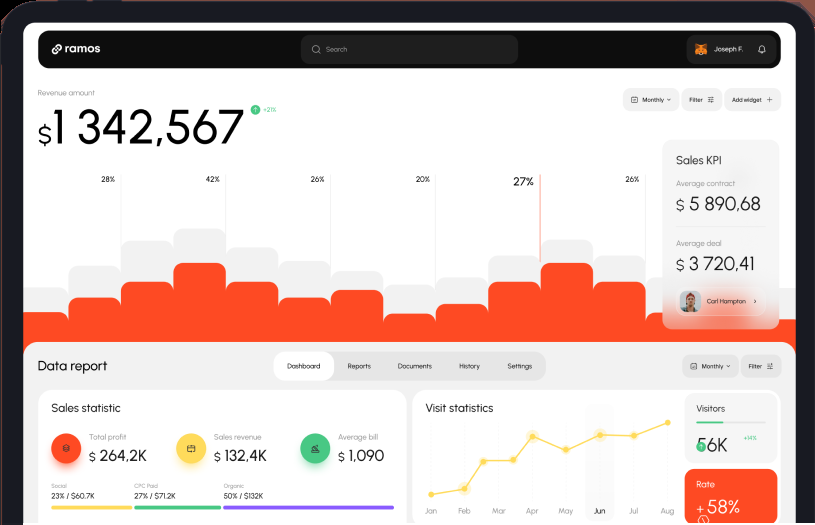 ramos
Search
Joseph F.
Revenue amount
$1 342,567
+21%
Monthly
Filter
Add widget +
28%
42%
26%
20%
27%
26%
Sales KPI
Average contract
$ 5 890,68
Average deal
$ 3 720,41
Carl Hampton
Data report
Dashboard
Reports
Documents
History
Settings
Monthly
Filter
Sales statistic
Total profit
$ 264,2K
Sales revenue
$ 132,4K
Average bill
$ 1,090
Social
23% / $60.7K
CPC Paid
27% / $71.2K
Organic
50% / $132K
Visit statistics
Jan Feb Mar Apr May Jun Jul Aug
Visitors
56K
+14%
Rate
+58%